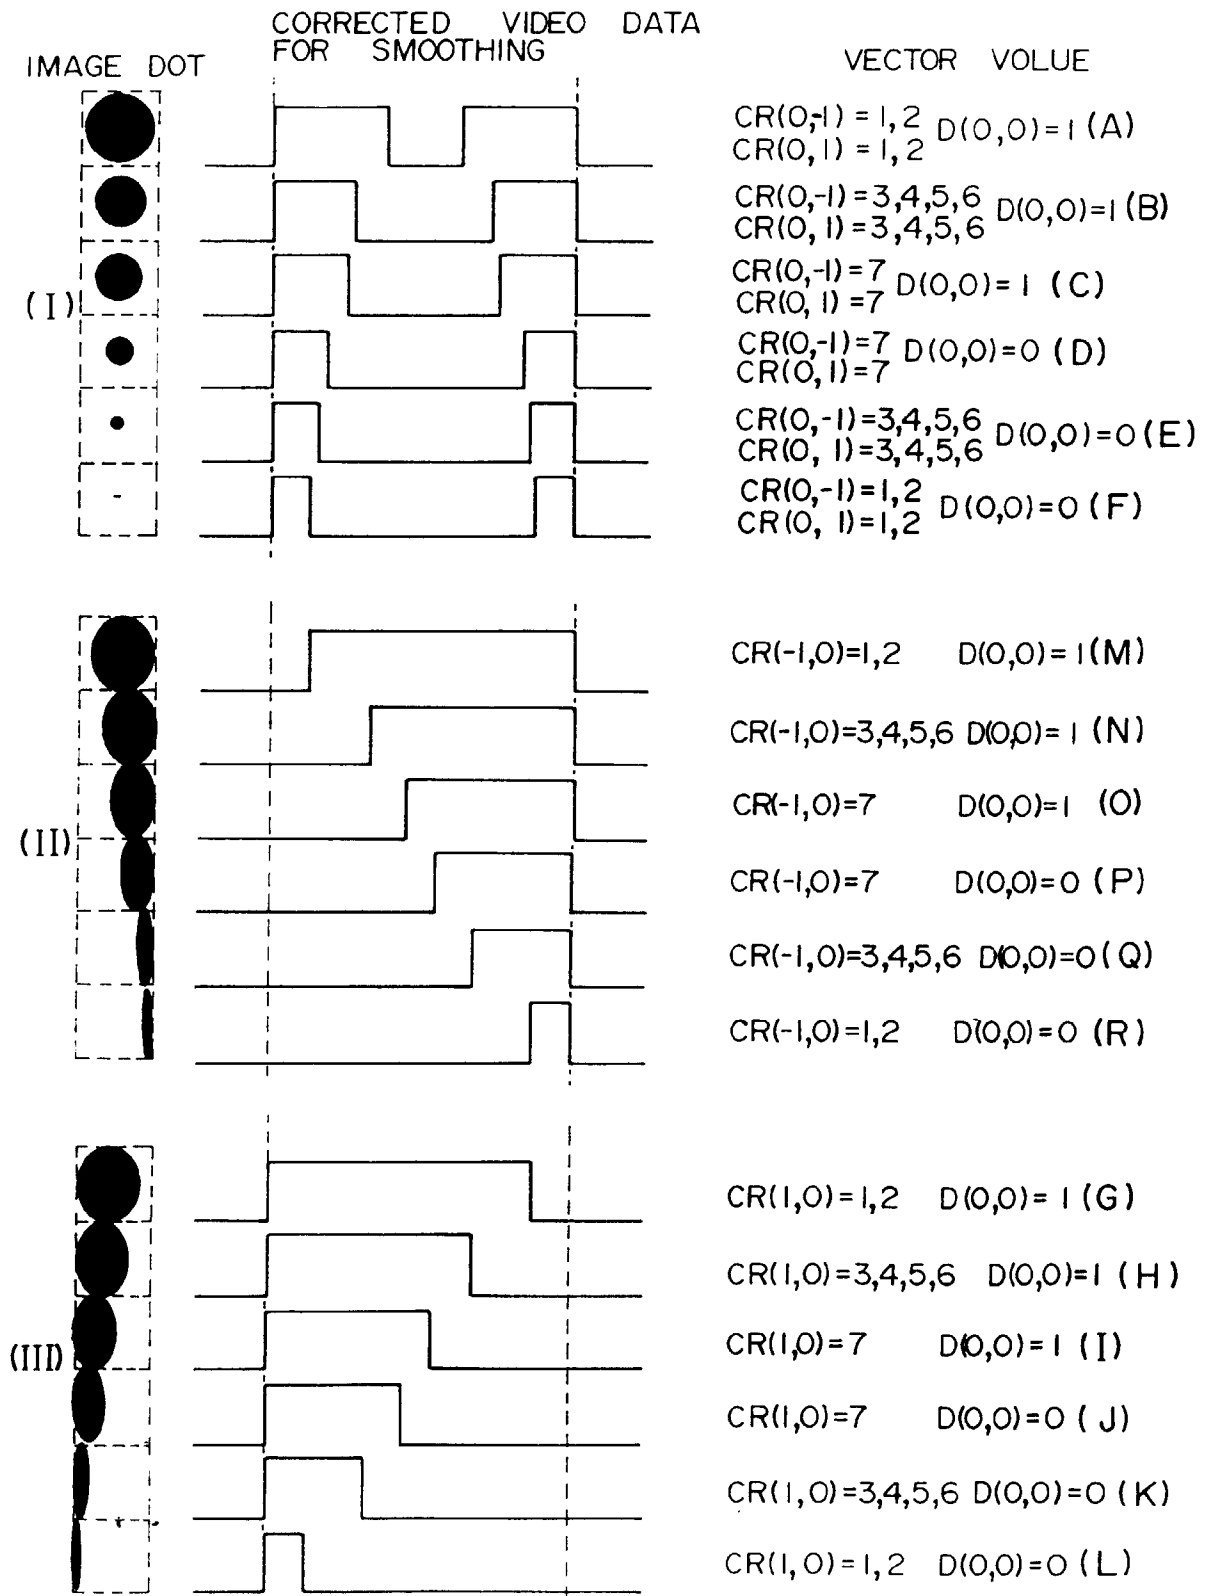 CORRECTED VIDEO DATA
FOR SMOOTHING
IMAGE DOT
VECTOR VOLUE
(I)
CR(0,-1) = 1,2 D(0,0)=1 (A)
CR(0, 1) = 1,2
CR(0,-1)=3,4,5,6 D(0,0)=1 (B)
CR(0, 1)=3,4,5,6
CR(0,-1)=7 D(0,0)=1 (C)
CR(0, 1)=7
CR(0,-1)=7 D(0,0)=0 (D)
CR(0, 1)=7
CR(0,-1)=3,4,5,6 D(0,0)=0 (E)
CR(0, 1)=3,4,5,6
CR(0,-1)=1,2 D(0,0)=0 (F)
CR(0, 1)=1,2
(II)
CR(-1,0)=1,2 D(0,0)=1 (M)
CR(-1,0)=3,4,5,6 D(0,0)=1 (N)
CR(-1,0)=7 D(0,0)=1 (O)
CR(-1,0)=7 D(0,0)=0 (P)
CR(-1,0)=3,4,5,6 D(0,0)=0 (Q)
CR(-1,0)=1,2 D(0,0)=0 (R)
(III)
CR(1,0)=1,2 D(0,0)=1 (G)
CR(1,0)=3,4,5,6 D(0,0)=1 (H)
CR(1,0)=7 D(0,0)=1 (I)
CR(1,0)=7 D(0,0)=0 (J)
CR(1,0)=3,4,5,6 D(0,0)=0 (K)
CR(1,0)=1,2 D(0,0)=0 (L)